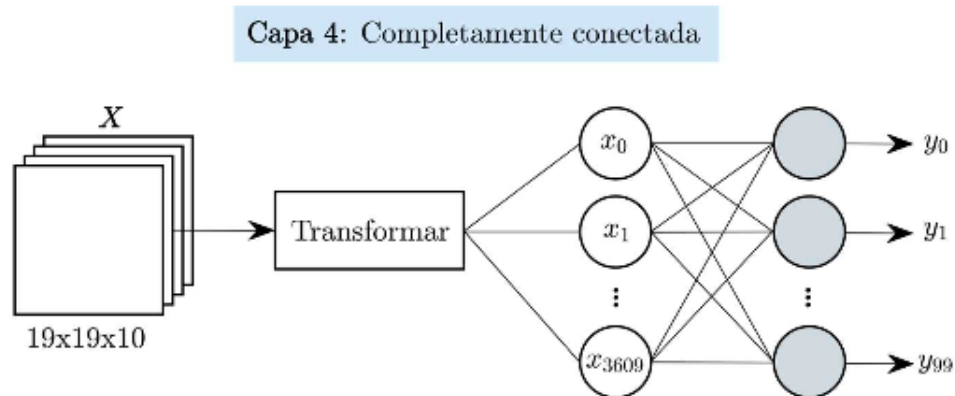 Capa 4: Completamente conectada
X
19x19x10
Transformar
x0
x1
⋮
x3609
⋮
y0
y1
y99